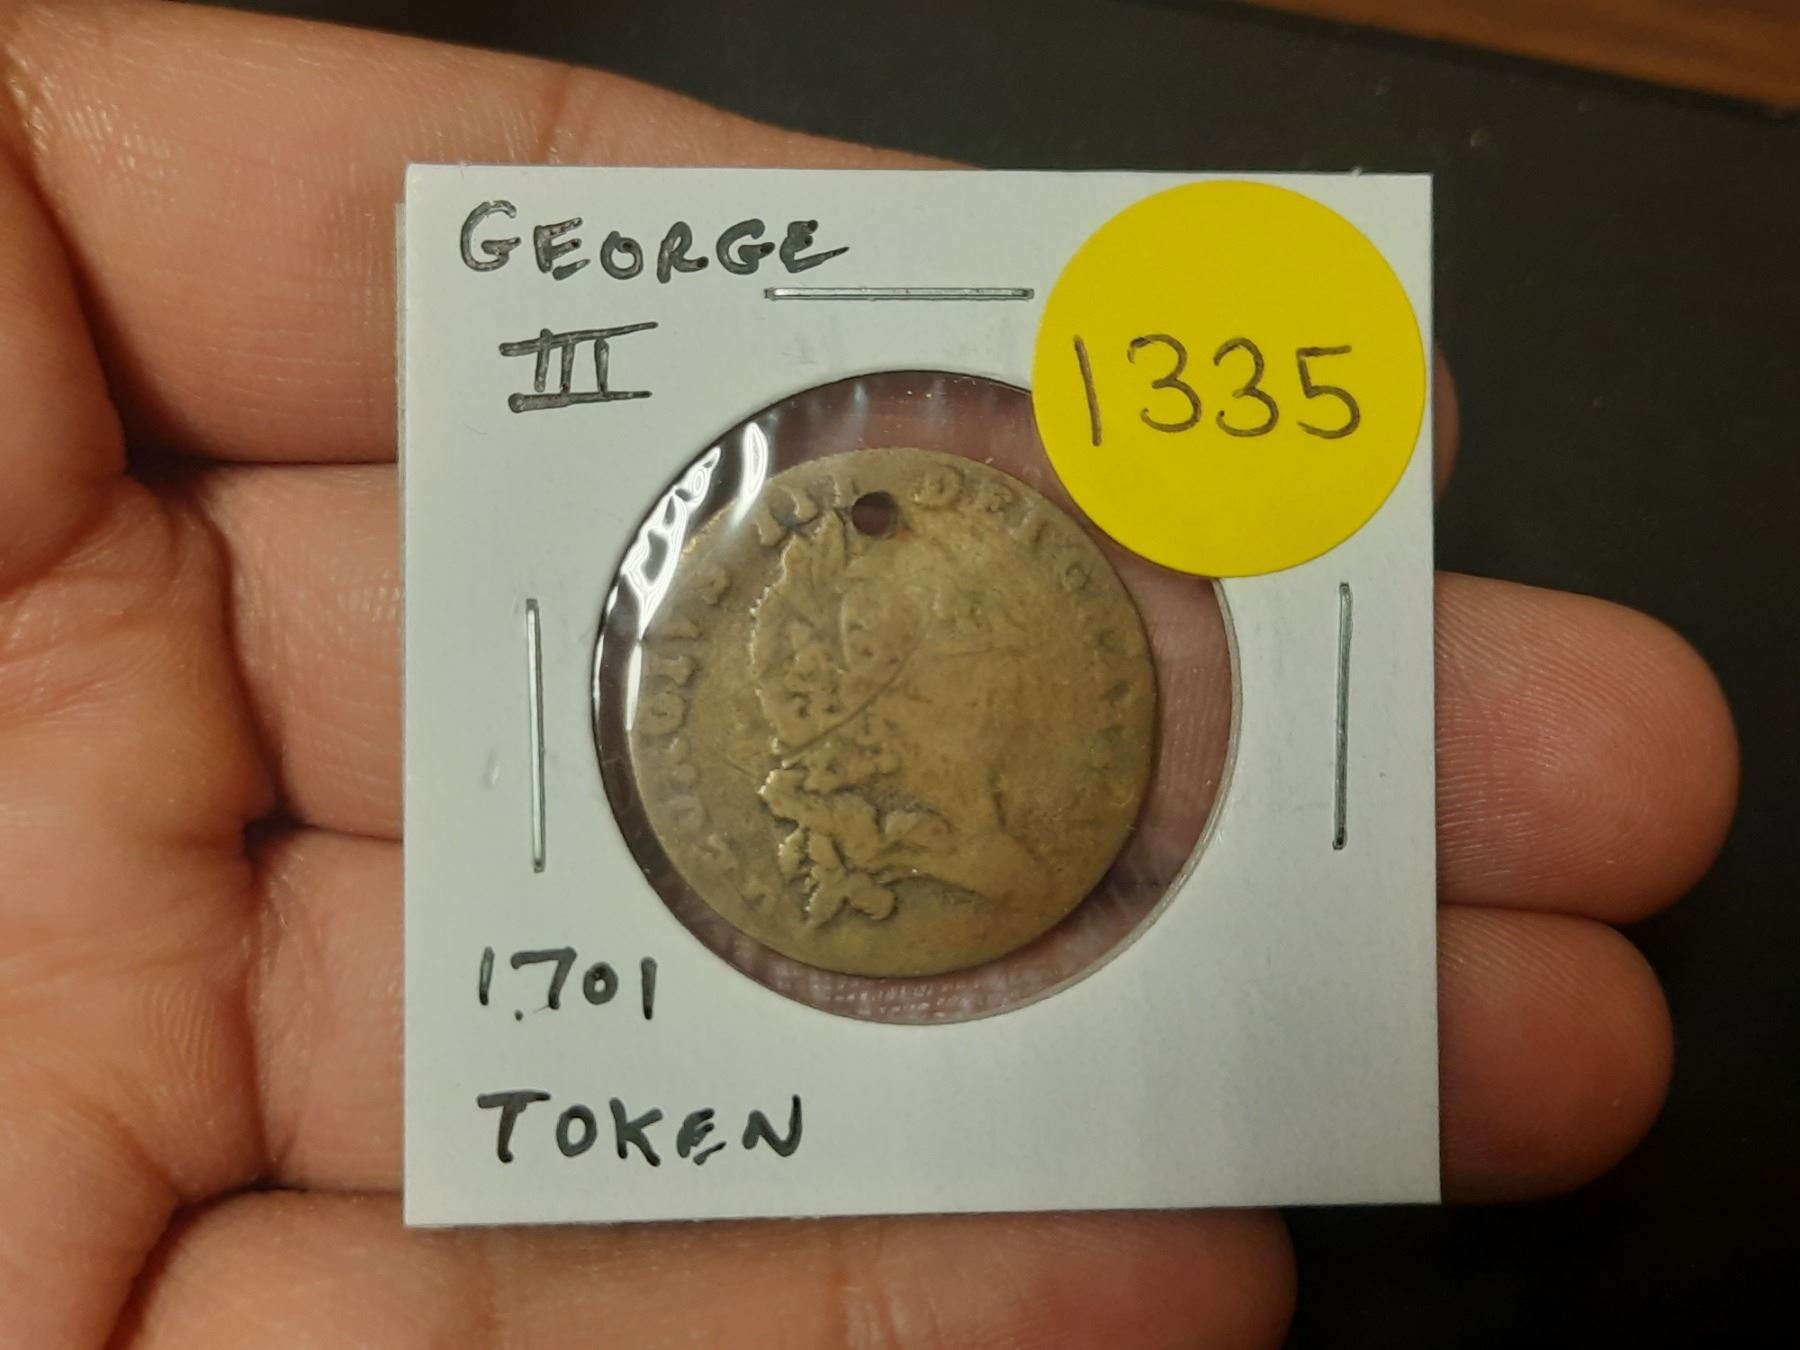 GEORGE
III
1335
1701
TOKEN